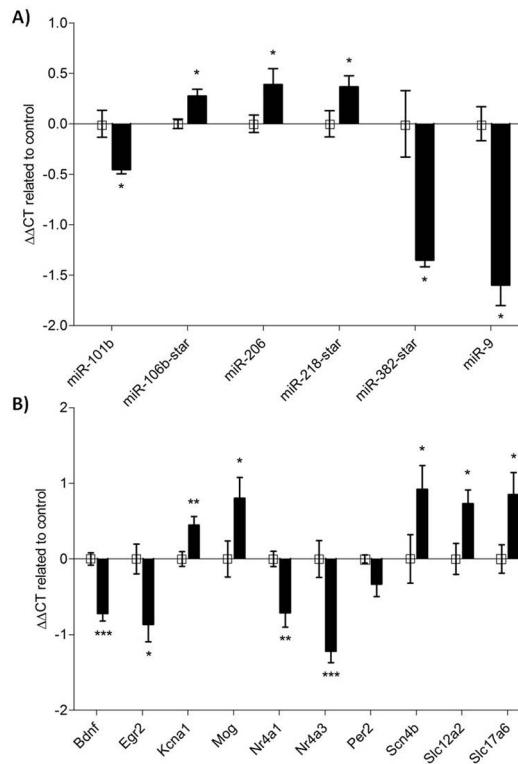 A)
1.0
*
*
*
0.5
0.0
ΔΔCT related to control
-0.5
*
-1.0
-1.5
*
*
-2.0
miR-101b
miR-106b-star
miR-206
miR-218-star
miR-382-star
miR-9
B)
2
*
*
*
*
**
1
0
ΔΔCT related to control
-1
***
*
**
***
-2
Bdnf
Egr2
Kcna1
Mog
Nr4a1
Nr4a3
Per2
Scn4b
Slc12a2
Slc17a6